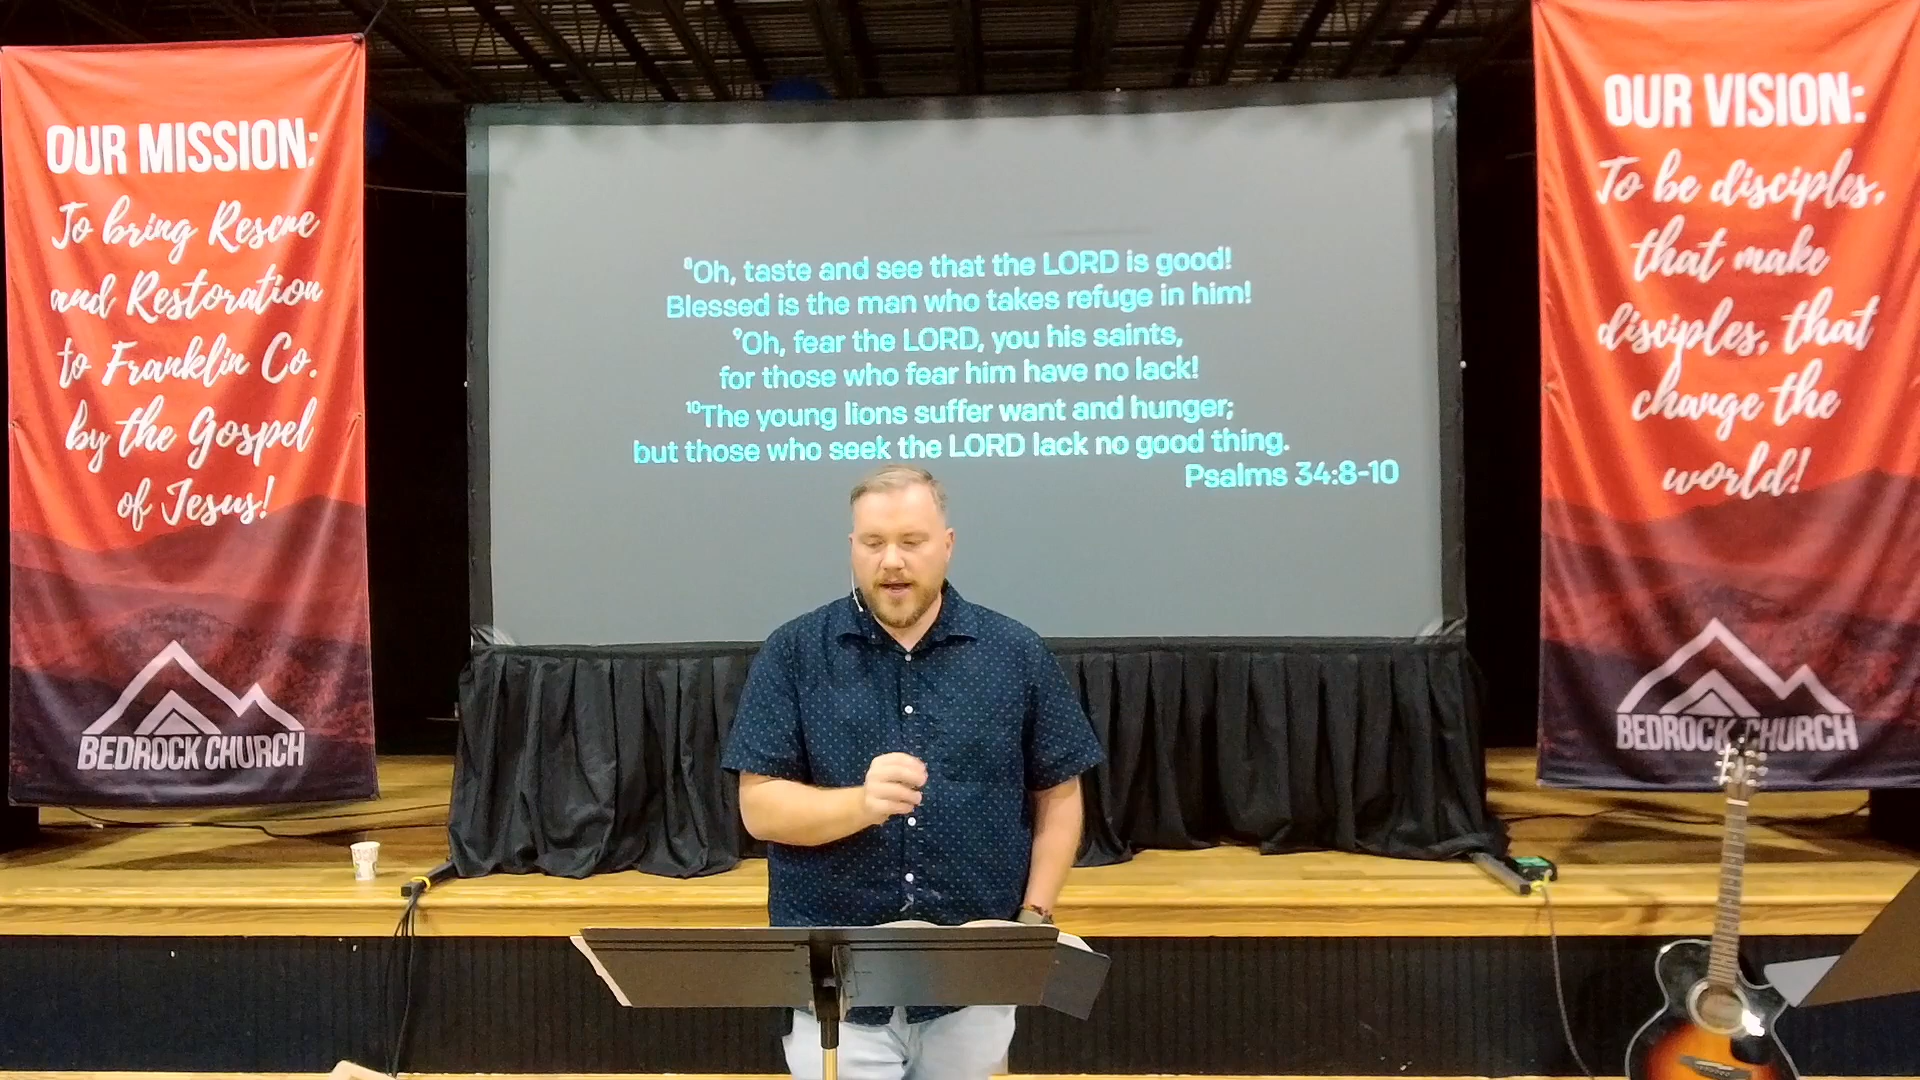 OUR MISSION:
To bring Rescue
and Restoration
to Franklin Co.
by the Gospel
of Jesus!
BEDROCK CHURCH
⁸Oh, taste and see that the LORD is good!
Blessed is the man who takes refuge in him!
⁹Oh, fear the LORD, you his saints,
for those who fear him have no lack!
¹⁰The young lions suffer want and hunger;
but those who seek the LORD lack no good thing.
Psalms 34:8-10
OUR VISION:
To be disciples,
that make
disciples, that
change the
world!
BEDROCK CHURCH